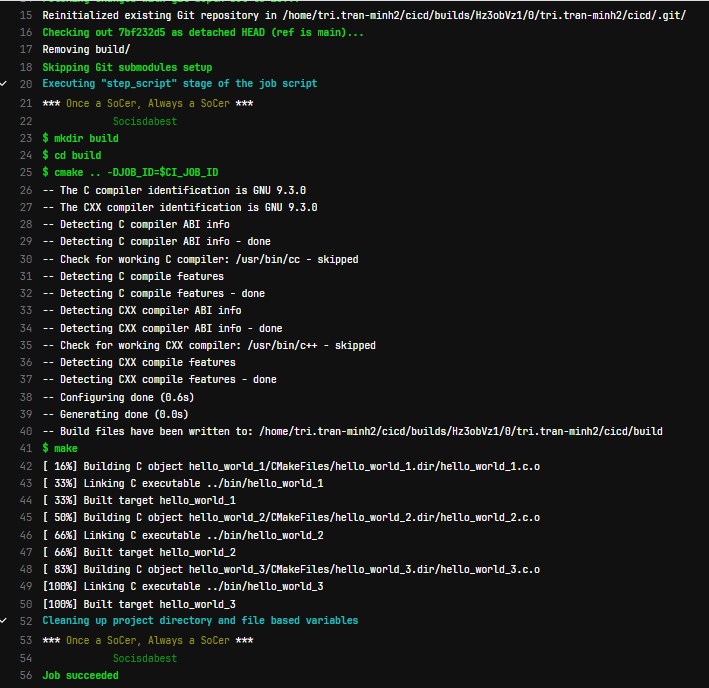 15 Reinitialized existing Git repository in /home/tri.tran-minh2/cicd/builds/Hz3obVz1/0/tri.tran-minh2/cicd/.git/
16 Checking out 7bf232d5 as detached HEAD (ref is main)...
17 Removing build/
18 Skipping Git submodules setup
20 Executing "step_script" stage of the job script
21 *** Once a SoCer, Always a SoCer ***
22 Socisdabest
23 $ mkdir build
24 $ cd build
25 $ cmake .. -DJOB_ID=$CI_JOB_ID
26 -- The C compiler identification is GNU 9.3.0
27 -- The CXX compiler identification is GNU 9.3.0
28 -- Detecting C compiler ABI info
29 -- Detecting C compiler ABI info - done
30 -- Check for working C compiler: /usr/bin/cc - skipped
31 -- Detecting C compile features
32 -- Detecting C compile features - done
33 -- Detecting CXX compiler ABI info
34 -- Detecting CXX compiler ABI info - done
35 -- Check for working CXX compiler: /usr/bin/c++ - skipped
36 -- Detecting CXX compile features
37 -- Detecting CXX compile features - done
38 -- Configuring done (0.6s)
39 -- Generating done (0.0s)
40 -- Build files have been written to: /home/tri.tran-minh2/cicd/builds/Hz3obVz1/0/tri.tran-minh2/cicd/build
41 $ make
42 [ 16%] Building C object hello_world_1/CMakeFiles/hello_world_1.dir/hello_world_1.c.o
43 [ 33%] Linking C executable ../bin/hello_world_1
44 [ 33%] Built target hello_world_1
45 [ 50%] Building C object hello_world_2/CMakeFiles/hello_world_2.dir/hello_world_2.c.o
46 [ 66%] Linking C executable ../bin/hello_world_2
47 [ 66%] Built target hello_world_2
48 [ 83%] Building C object hello_world_3/CMakeFiles/hello_world_3.dir/hello_world_3.c.o
49 [100%] Linking C executable ../bin/hello_world_3
50 [100%] Built target hello_world_3
52 Cleaning up project directory and file based variables
53 *** Once a SoCer, Always a SoCer ***
54 Socisdabest
56 Job succeeded